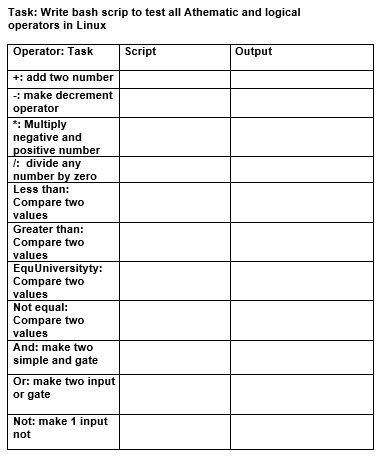 Task: Write bash scrip to test all Athematic and logical
operators in Linux
Operator: Task Script Output
+: add two number
-: make decrement
operator
*: Multiply
negative and
positive number
/: divide any
number by zero
Less than:
Compare two
values
Greater than:
Compare two
values
EquUniversityty:
Compare two
values
Not equal:
Compare two
values
And: make two
simple and gate
Or: make two input
or gate
Not: make 1 input
not